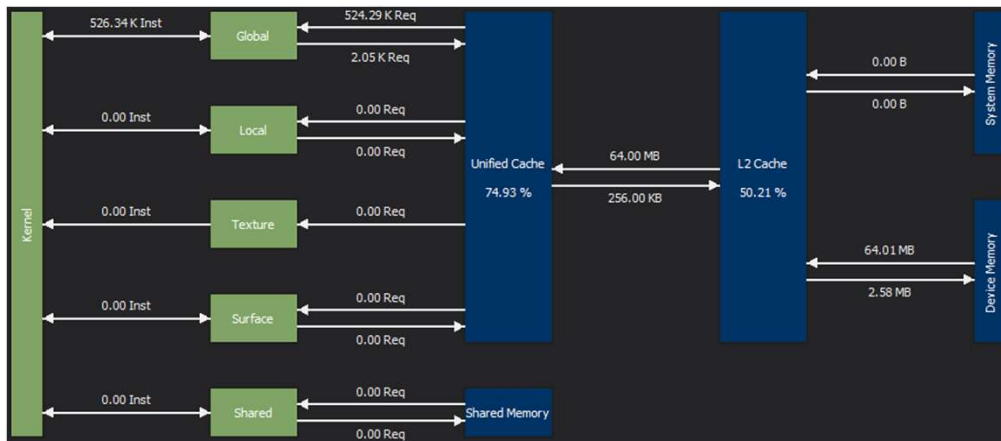 Kernel
526.34 K Inst
Global
524.29 K Req
2.05 K Req
0.00 Inst
Local
0.00 Req
0.00 Req
0.00 Inst
Texture
0.00 Req
0.00 Inst
Surface
0.00 Req
0.00 Req
0.00 Inst
Shared
0.00 Req
0.00 Req
Unified Cache
74.93 %
Shared Memory
64.00 MB
256.00 KB
L2 Cache
50.21 %
0.00 B
0.00 B
System Memory
64.01 MB
2.58 MB
Device Memory